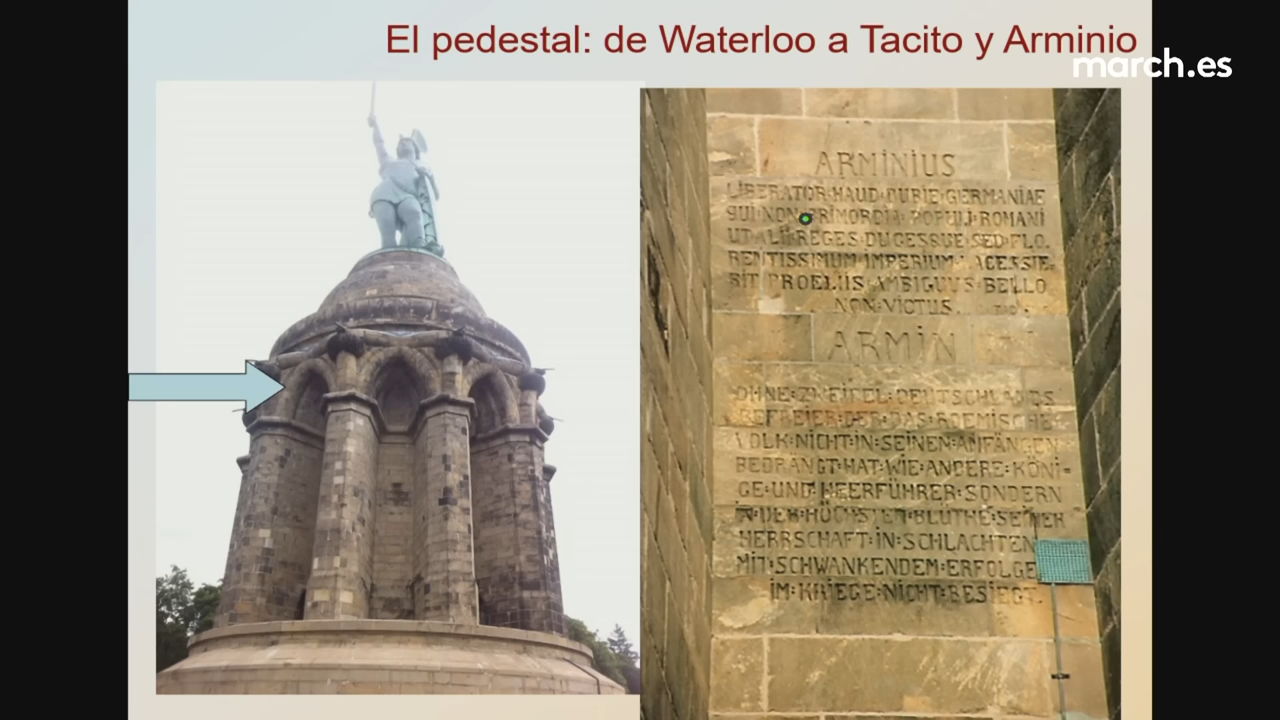 El pedestal: de Waterloo a Tacito y Arminio
march.es
ARMINIUS
LIBERATOR·HAUD·DUBIE·GERMANIAE
QUI·NON·PRIMORDIA·POPULI·ROMANI
UT·ALII·REGES·DUCESQUE·SED·FLO.
RENTISSIMUM·IMPERIUM·LACESSIE.
RIT·PROELIIS·AMBIGUUS·BELLO
NON·VICTUS.
ARMIN
OHNE·ZWEIFEL·DEUTSCHLANDS
BEFREIER·DER·DAS·ROEMISCHE
VOLK·NICHT·IN·SEINEN·ANFÄNGEN
BEDRANGT·HAT·WIE·ANDERE·KÖNI-
GE·UND·HEERFÜHRER·SONDERN
IN·DER·HÖCHSTEN·BLÜTHE·SEINER
HERRSCHAFT·IN·SCHLACHTEN
MIT·SCHWANKENDEM·ERFOLGE
IM·KRIEGE·NICHT·BESIEGT.